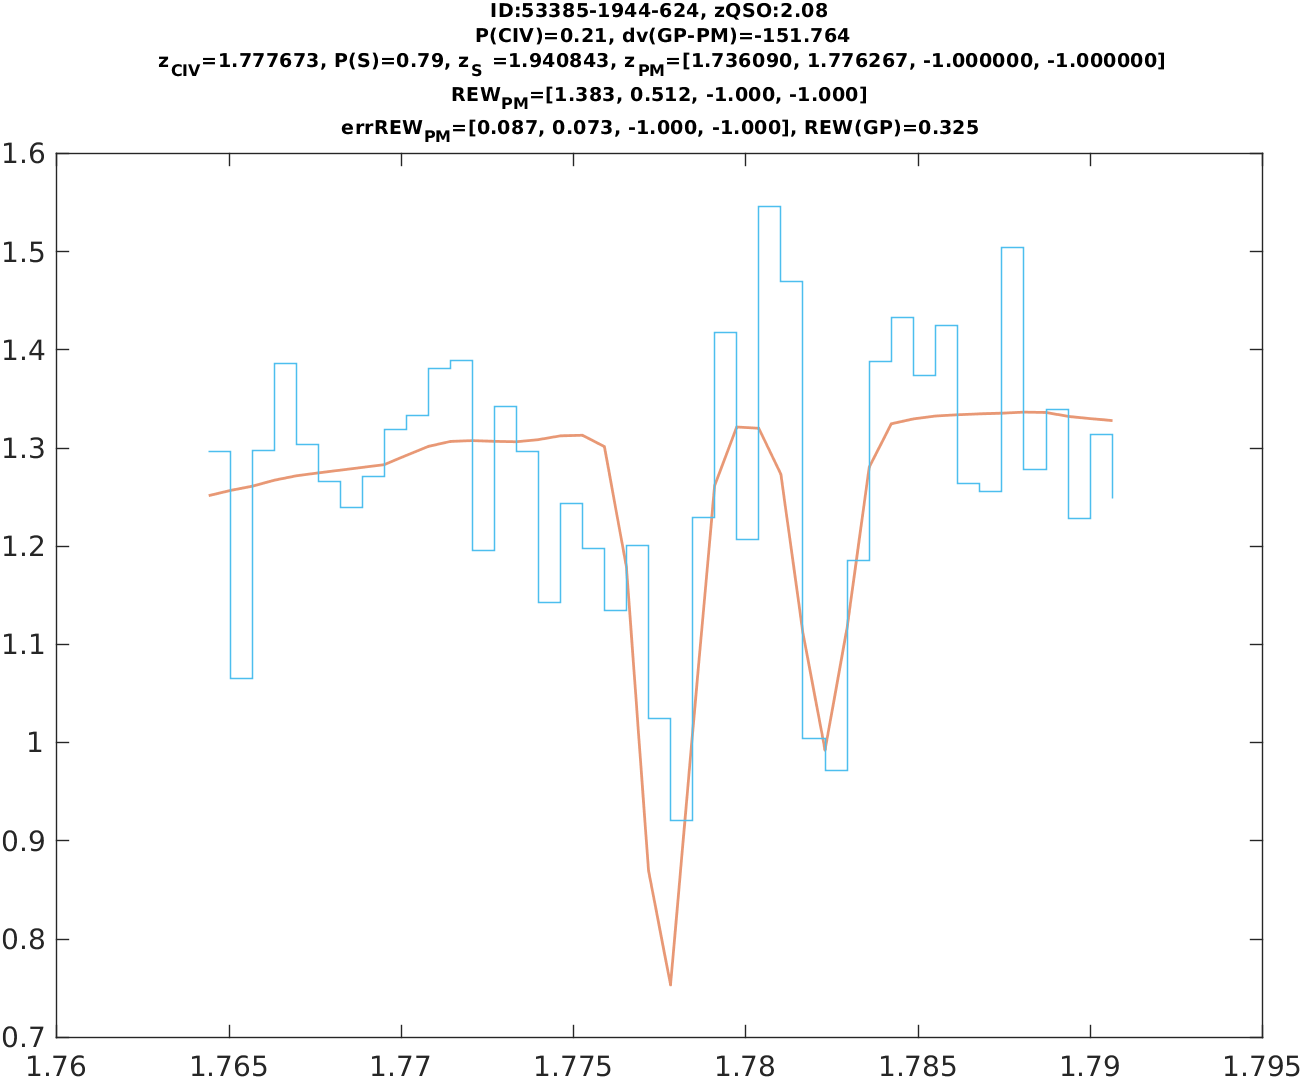 ID:53385-1944-624, zQSO:2.08
P(CIV)=0.21, dv(GP-PM)=-151.764
zCIV=1.777673, P(S)=0.79, zS =1.940843, zPM=[1.736090, 1.776267, -1.000000, -1.000000]
REWPM=[1.383, 0.512, -1.000, -1.000]
errREWPM=[0.087, 0.073, -1.000, -1.000], REW(GP)=0.325
1.6
1.5
1.4
1.3
1.2
1.1
1
0.9
0.8
0.7
1.76 1.765 1.77 1.775 1.78 1.785 1.79 1.795